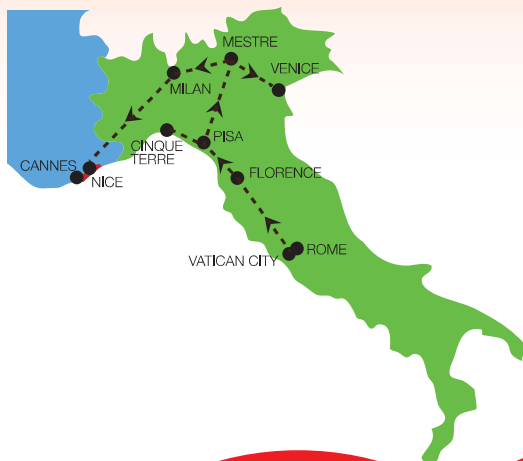 MESTRE
VENICE
MILAN
PISA
CINQUE
TERRE
CANNES
NICE
FLORENCE
ROME
VATICAN CITY